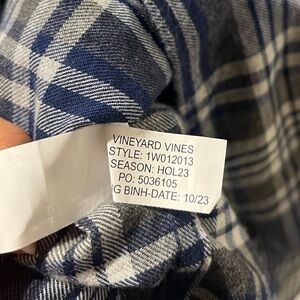 VINEYARD VINES
STYLE: 1W012013
SEASON: HOL23
PO: 5036105
G BINH-DATE: 10/23